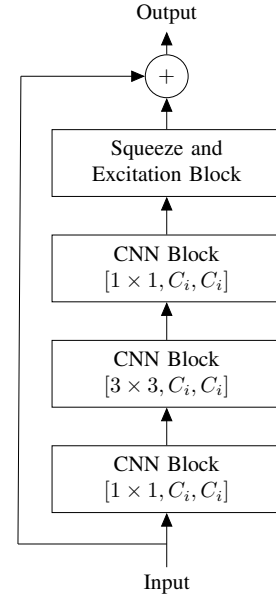 Output
+
Squeeze and
Excitation Block
CNN Block
[1 × 1, C_i, C_i]
CNN Block
[3 × 3, C_i, C_i]
CNN Block
[1 × 1, C_i, C_i]
Input